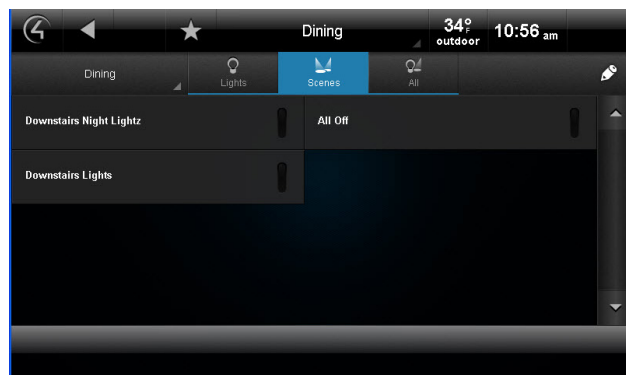 Dining
34°F
outdoor
10:56 am
Dining
Lights
Scenes
All
Downstairs Night Lightz
All Off
Downstairs Lights